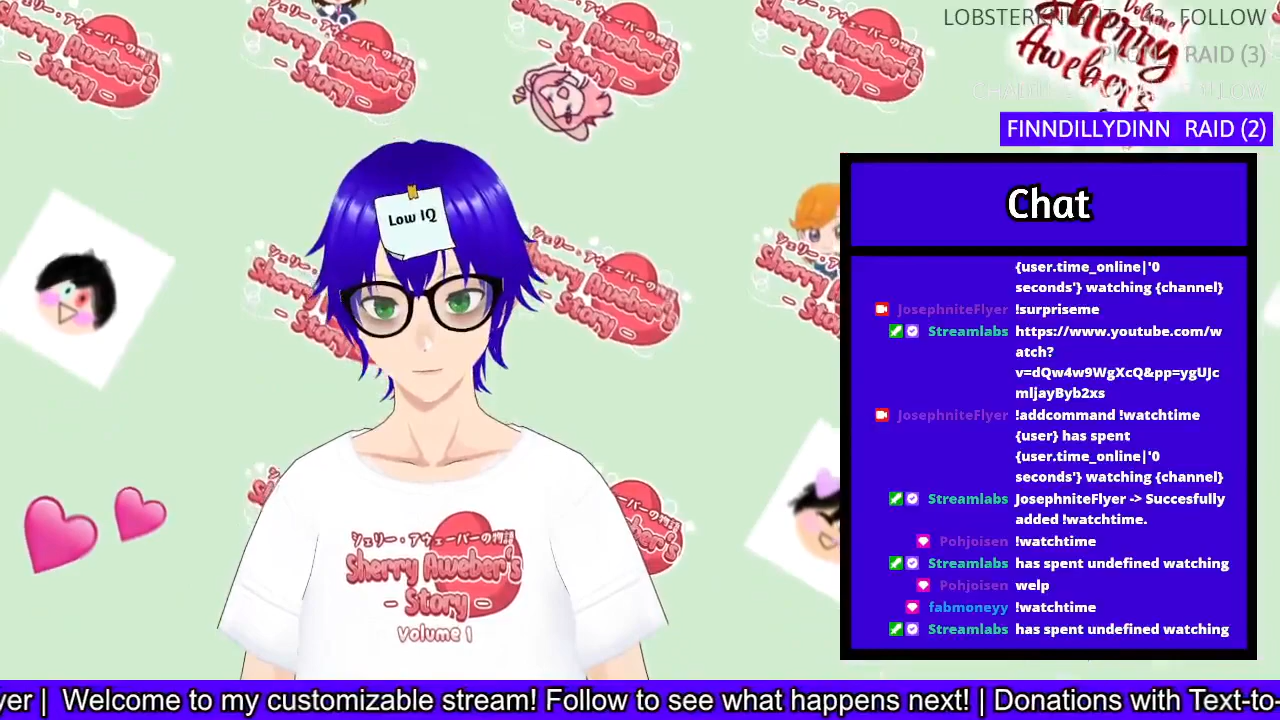 LOBSTERKNIGHT FOLLOW
RAID (3)
FINNDILLYDINN RAID (2)
Chat
{user.time_online|'0
seconds'} watching {channel}
JosephniteFlyer !surpriseme
Streamlabs https://www.youtube.com/w
atch?
v=dQw4w9WgXcQ&pp=ygUJc
mljayByb2xs
JosephniteFlyer !addcommand !watchtime
{user} has spent
{user.time_online|'0
seconds'} watching {channel}
Streamlabs JosephniteFlyer -> Succesfully
added !watchtime.
Pohjoisen !watchtime
Streamlabs has spent undefined watching
Pohjoisen welp
fabmoneyy !watchtime
Streamlabs has spent undefined watching
Low IQ
シェリー・アウェーバーの物語
Sherry Aweber's
- Story -
Volume 1
yer | Welcome to my customizable stream! Follow to see what happens next! | Donations with Text-to-